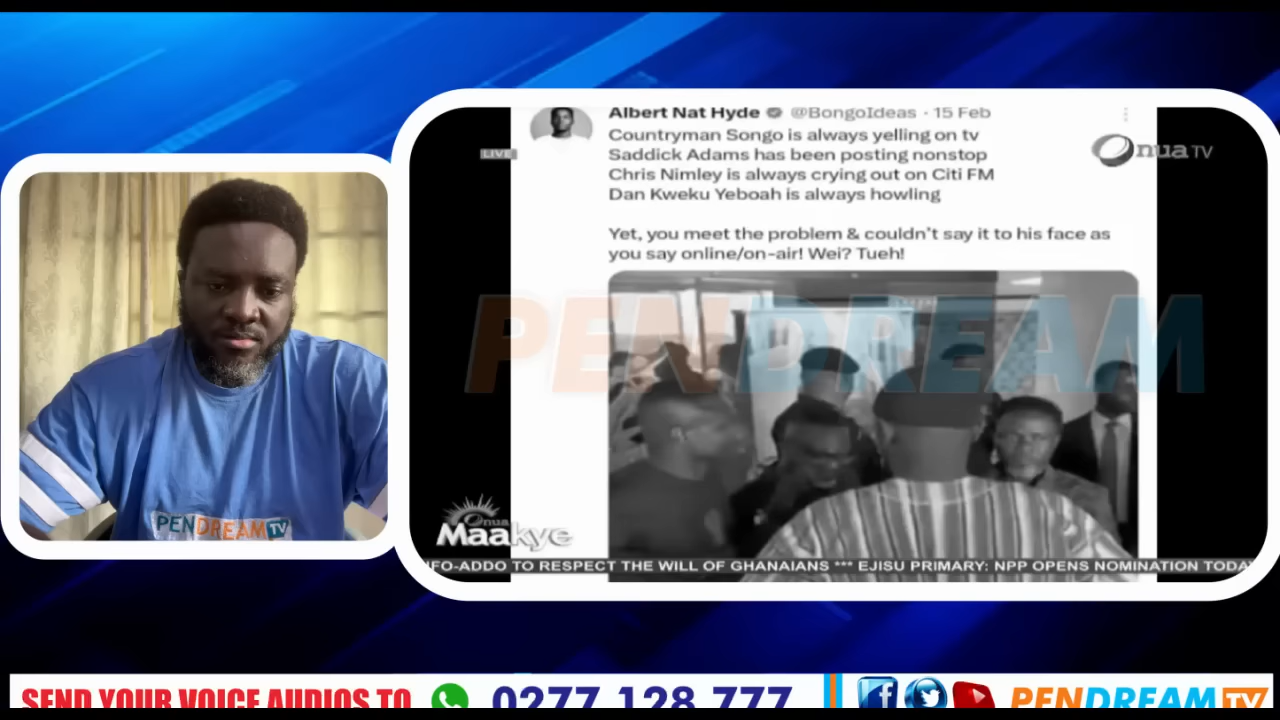 Albert Nat Hyde @BongoIdeas · 15 Feb
Countryman Songo is always yelling on tv
Saddick Adams has been posting nonstop
Chris Nimley is always crying out on Citi FM
Dan Kweku Yeboah is always howling
Yet, you meet the problem & couldn't say it to his face as
you say online/on-air! Wei? Tueh!
LIVE
Onua TV
PENDREAM
PENDREAM TV
Onua
Maakye
FO-ADDO TO RESPECT THE WILL OF GHANAIANS *** EJISU PRIMARY: NPP OPENS NOMINATION TODAY
SEND YOUR VOICE AUDIOS TO 0277 128 777 PENDREAM TV